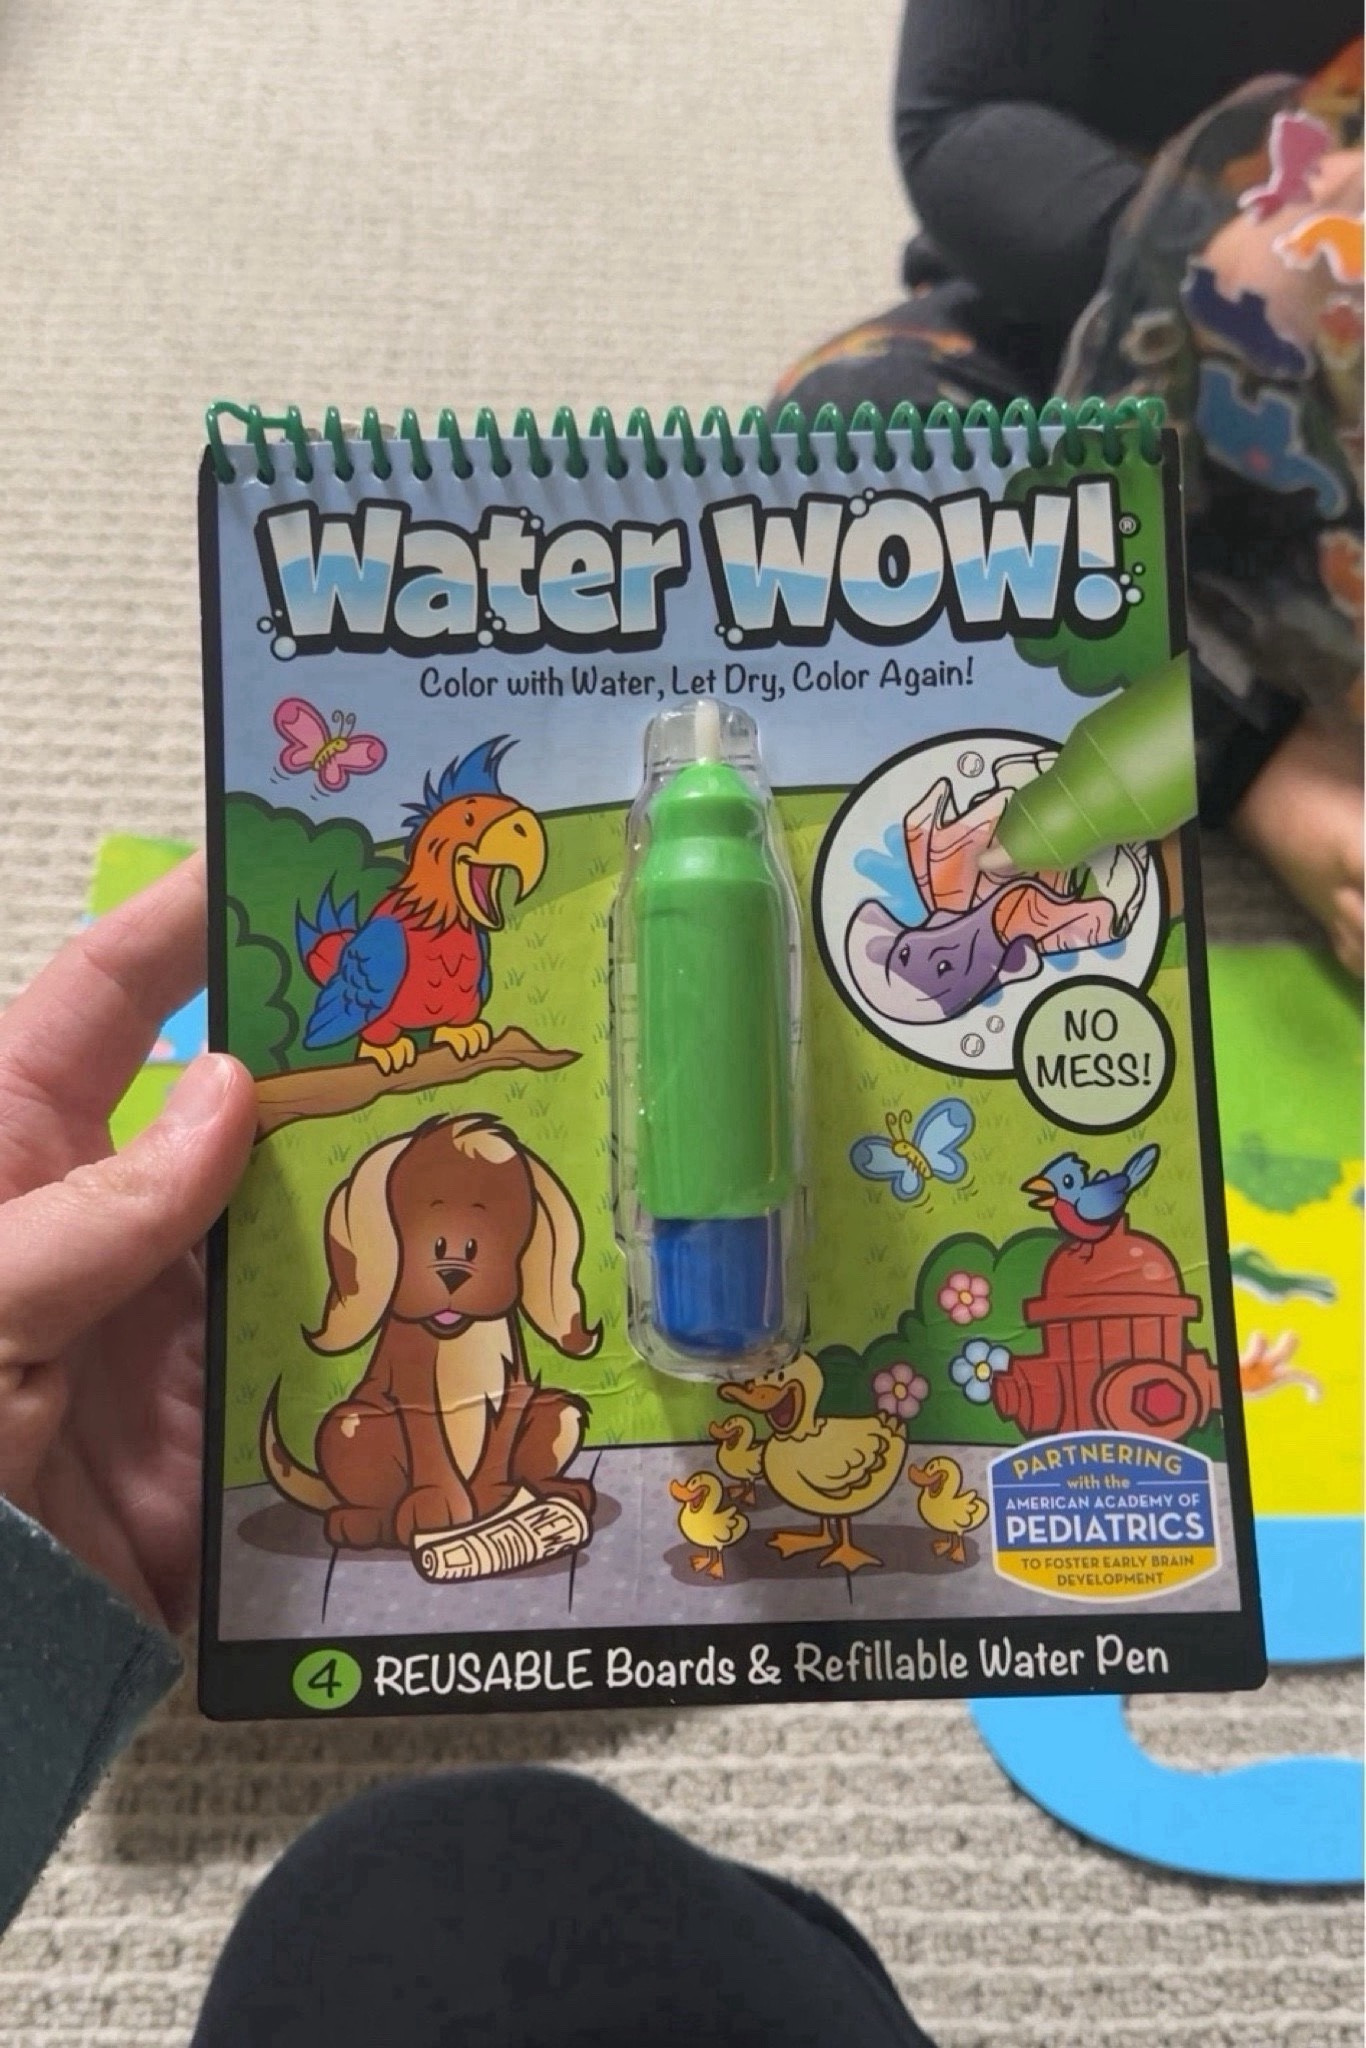 Water WOW!®
Color with Water, Let Dry, Color Again!
NO
MESS!
NEWS
PARTNERING
with the
AMERICAN ACADEMY OF
PEDIATRICS
TO FOSTER EARLY BRAIN
DEVELOPMENT
4 REUSABLE Boards & Refillable Water Pen